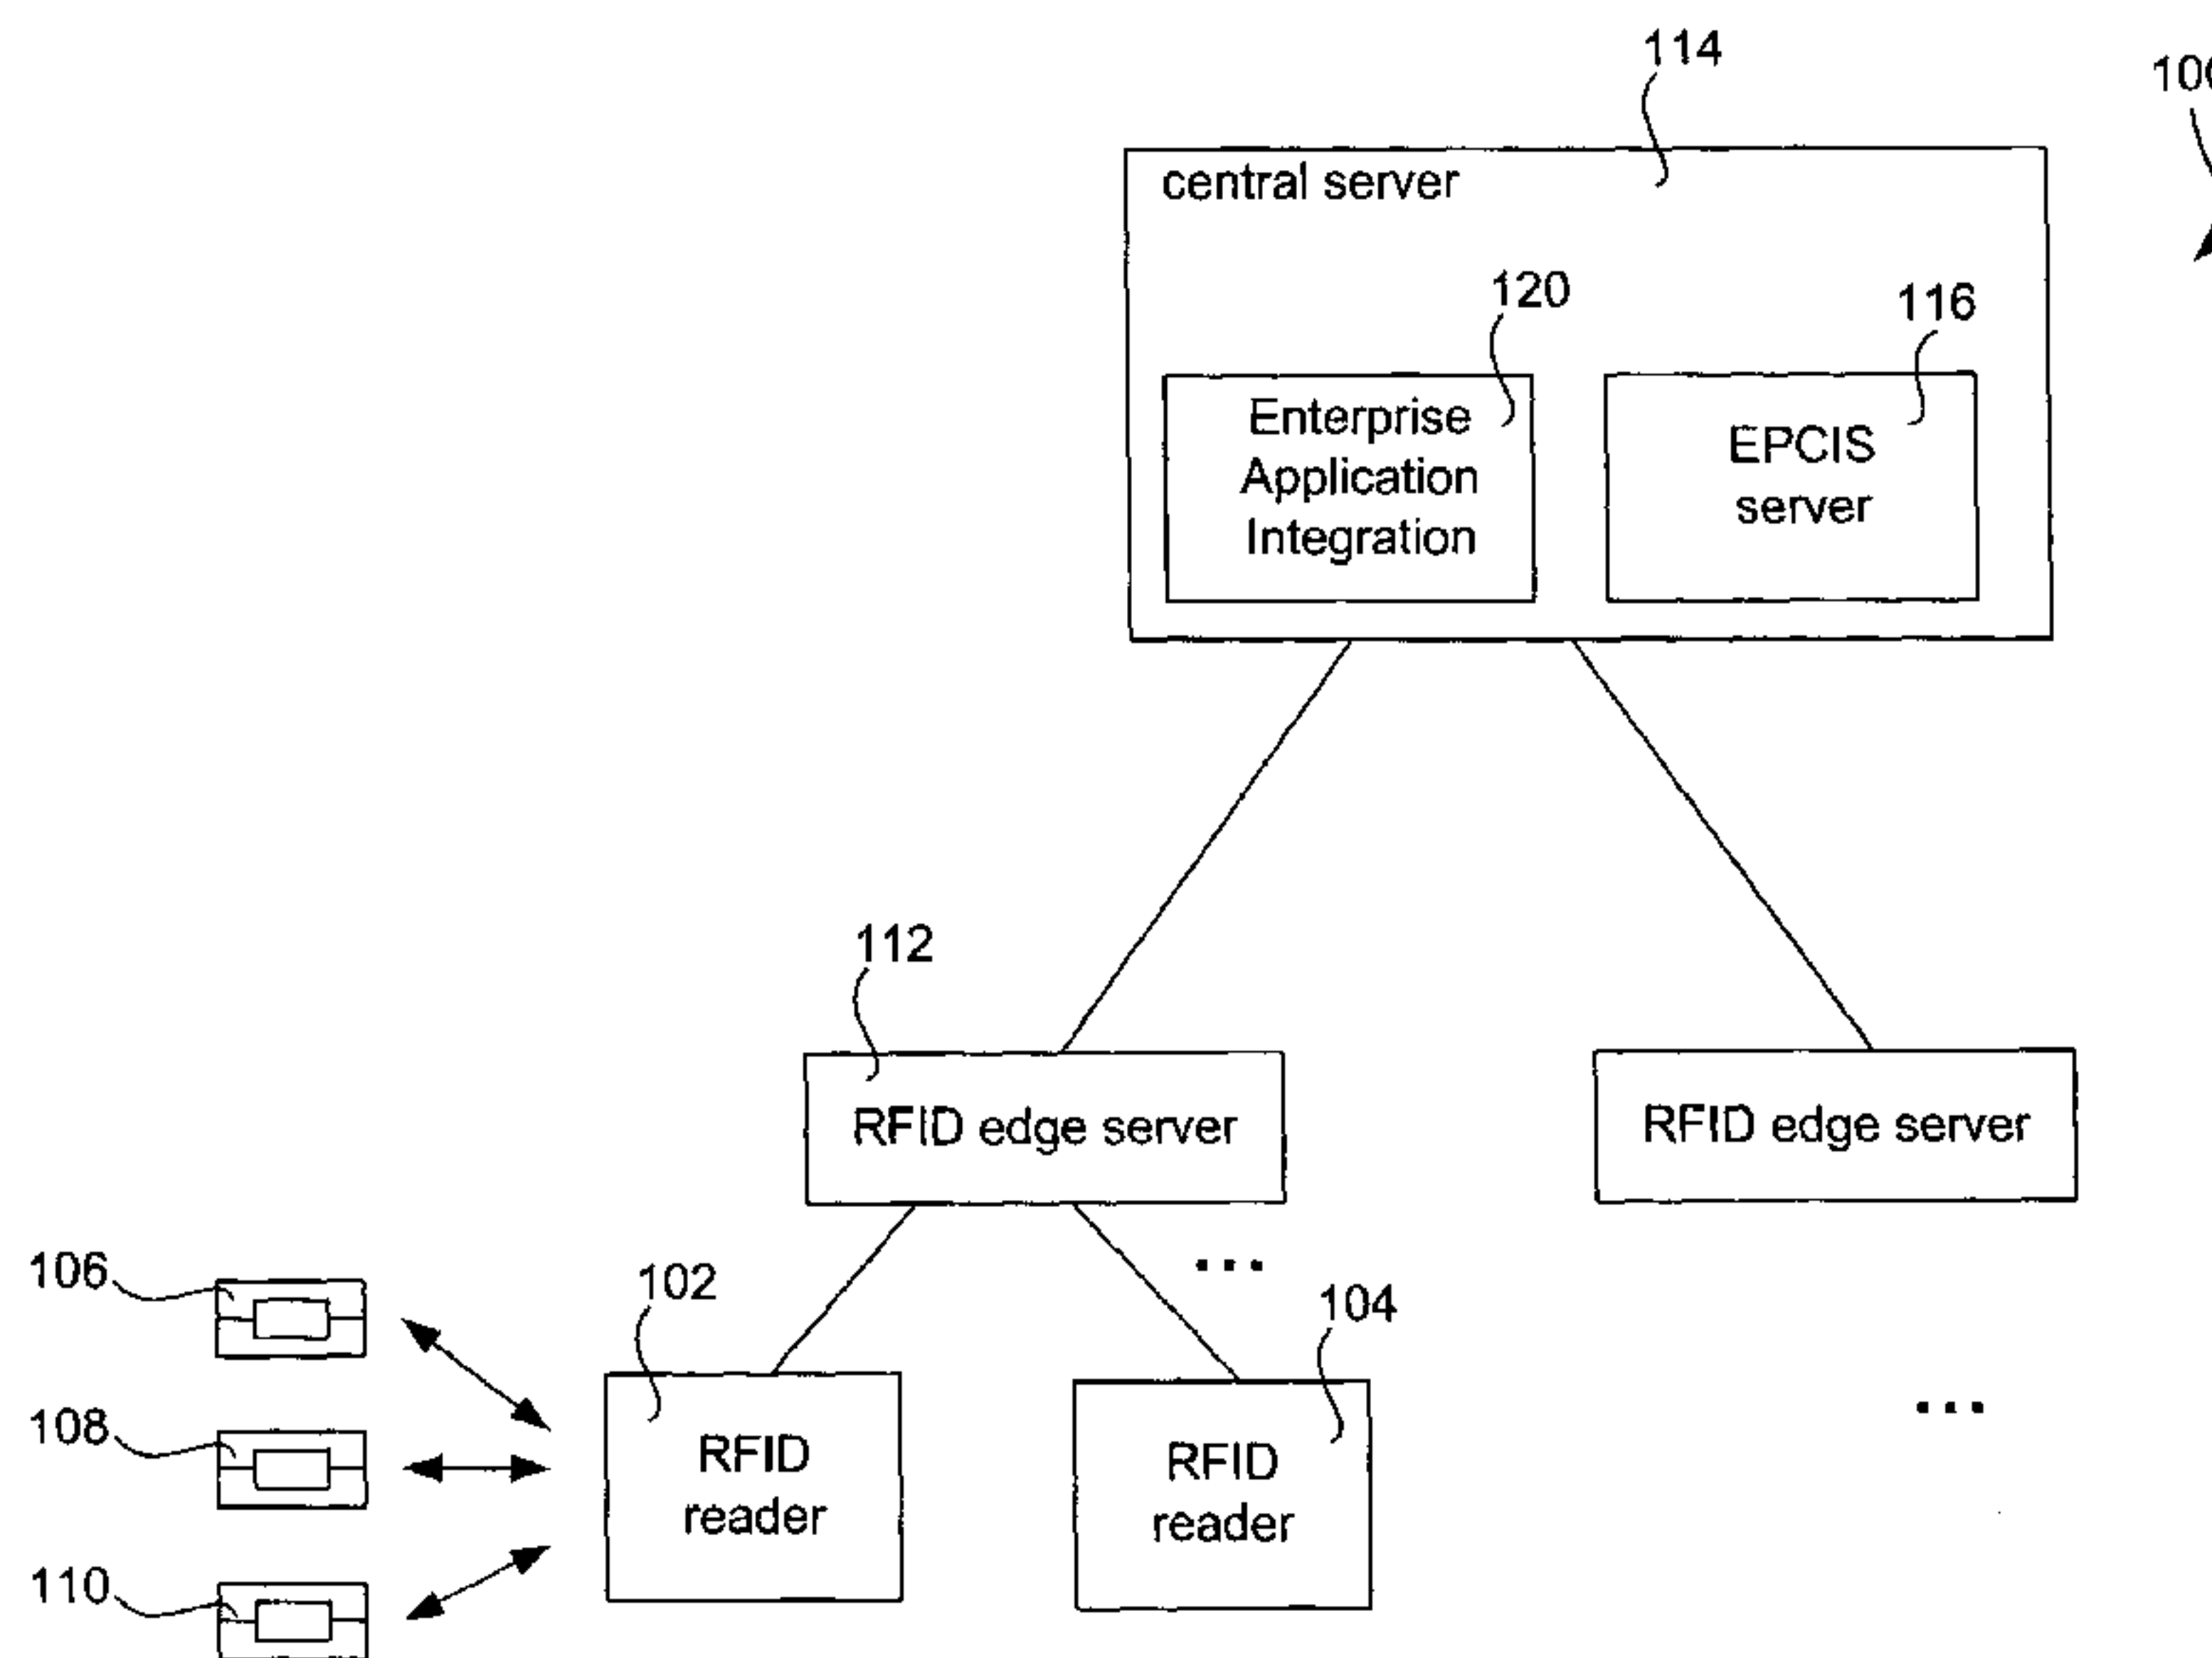 114
central server
120
116
Enterprise
Application
Integration
EPCIS
server
112
RFID edge server
RFID edge server
...
106
102
104
108
...
RFID
reader
RFID
reader
110